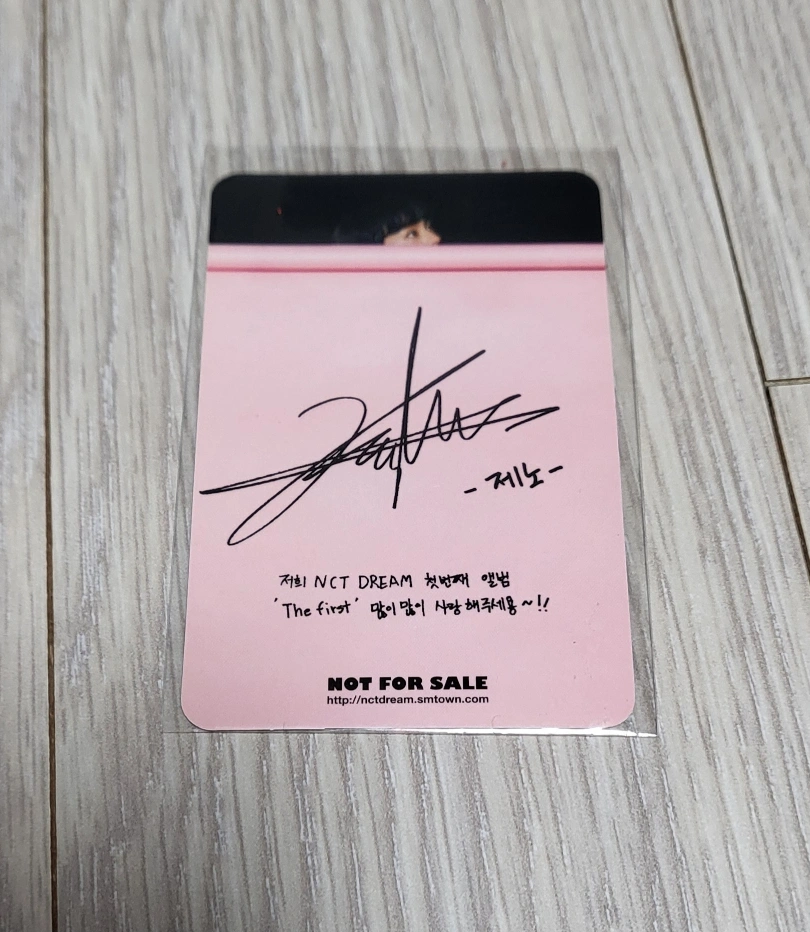 -제노-
저희 NCT DREAM 첫번째 앨범
'The first' 많이많이 사랑해주세용~!!
NOT FOR SALE
http://nctdream.smtown.com